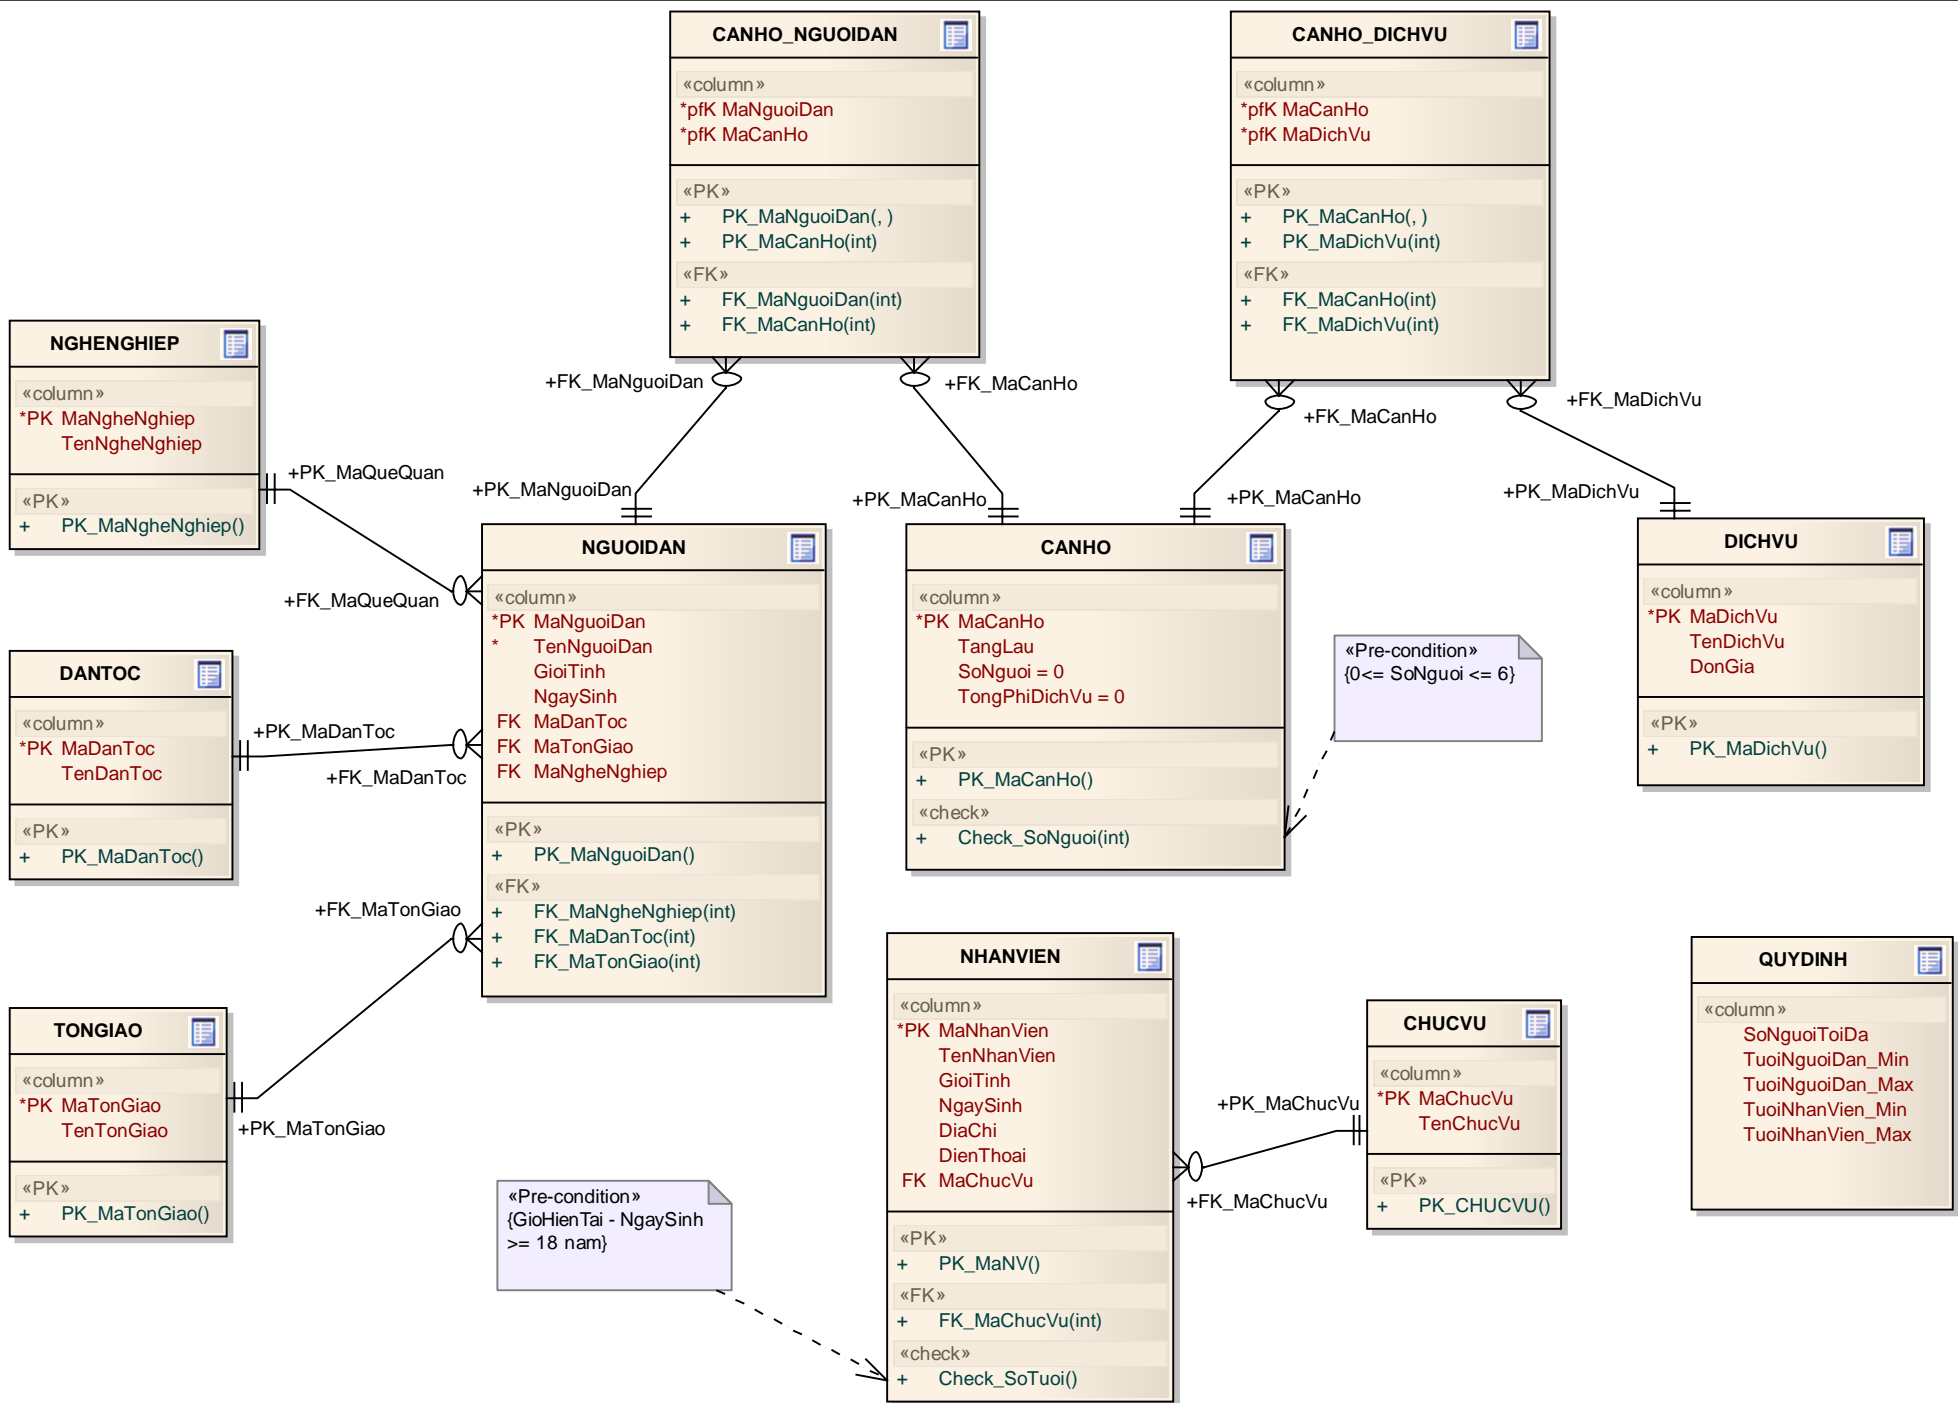 CANHO_NGUOIDAN
«column»
*pfK MaNguoiDan
*pfK MaCanHo
«PK»
+ PK_MaNguoiDan(, )
+ PK_MaCanHo(int)
«FK»
+ FK_MaNguoiDan(int)
+ FK_MaCanHo(int)
CANHO_DICHVU
«column»
*pfK MaCanHo
*pfK MaDichVu
«PK»
+ PK_MaCanHo(, )
+ PK_MaDichVu(int)
«FK»
+ FK_MaCanHo(int)
+ FK_MaDichVu(int)
+FK_MaNguoiDan
+FK_MaCanHo
+FK_MaCanHo
+FK_MaDichVu
+PK_MaNguoiDan
+PK_MaCanHo
+PK_MaCanHo
+PK_MaDichVu
NGHENGHIEP
«column»
*PK MaNgheNghiep
TenNgheNghiep
«PK»
+ PK_MaNgheNghiep()
+PK_MaQueQuan
+FK_MaQueQuan
NGUOIDAN
«column»
*PK MaNguoiDan
* TenNguoiDan
GioiTinh
NgaySinh
FK MaDanToc
FK MaTonGiao
FK MaNgheNghiep
«PK»
+ PK_MaNguoiDan()
«FK»
+ FK_MaNgheNghiep(int)
+ FK_MaDanToc(int)
+ FK_MaTonGiao(int)
CANHO
«column»
*PK MaCanHo
TangLau
SoNguoi = 0
TongPhiDichVu = 0
«PK»
+ PK_MaCanHo()
«check»
+ Check_SoNguoi(int)
«Pre-condition»
{0<= SoNguoi <= 6}
DICHVU
«column»
*PK MaDichVu
TenDichVu
DonGia
«PK»
+ PK_MaDichVu()
DANTOC
«column»
*PK MaDanToc
TenDanToc
«PK»
+ PK_MaDanToc()
+PK_MaDanToc
+FK_MaDanToc
+FK_MaTonGiao
TONGIAO
«column»
*PK MaTonGiao
TenTonGiao
«PK»
+ PK_MaTonGiao()
+PK_MaTonGiao
«Pre-condition»
{GioHienTai - NgaySinh
>= 18 nam}
NHANVIEN
«column»
*PK MaNhanVien
TenNhanVien
GioiTinh
NgaySinh
DiaChi
DienThoai
FK MaChucVu
«PK»
+ PK_MaNV()
«FK»
+ FK_MaChucVu(int)
«check»
+ Check_SoTuoi()
+PK_MaChucVu
+FK_MaChucVu
CHUCVU
«column»
*PK MaChucVu
TenChucVu
«PK»
+ PK_CHUCVU()
QUYDINH
«column»
SoNguoiToiDa
TuoiNguoiDan_Min
TuoiNguoiDan_Max
TuoiNhanVien_Min
TuoiNhanVien_Max